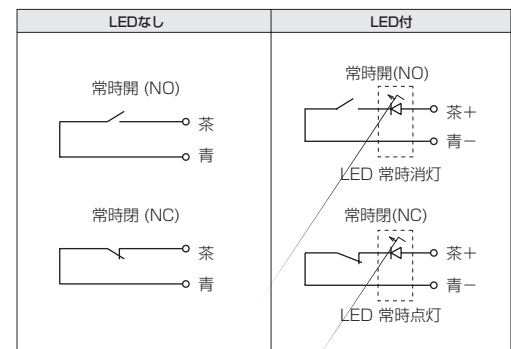 LEDなし
LED付
常時開 (NO)
茶
青
常時閉 (NC)
茶
青
常時開(NO)
茶＋
青－
LED 常時消灯
常時閉(NC)
茶＋
青－
LED 常時点灯